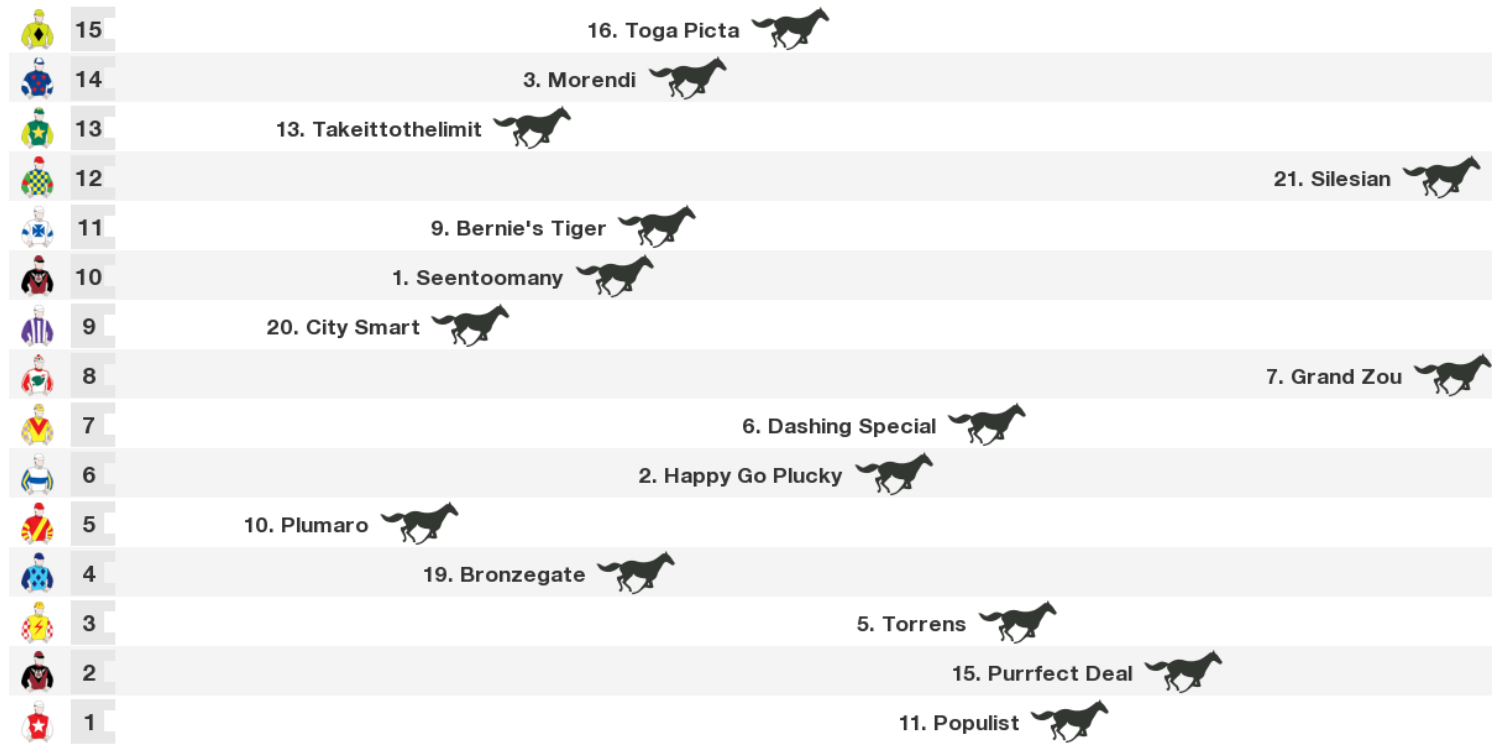 15 16. Toga Picta
14 3. Morendi
13 13. Takeittothelimit
12 21. Silesian
11 9. Bernie's Tiger
10 1. Seentoomany
9 20. City Smart
8 7. Grand Zou
7 6. Dashing Special
6 2. Happy Go Plucky
5 10. Plumaro
4 19. Bronzegate
3 5. Torrens
2 15. Purrfect Deal
1 11. Populist